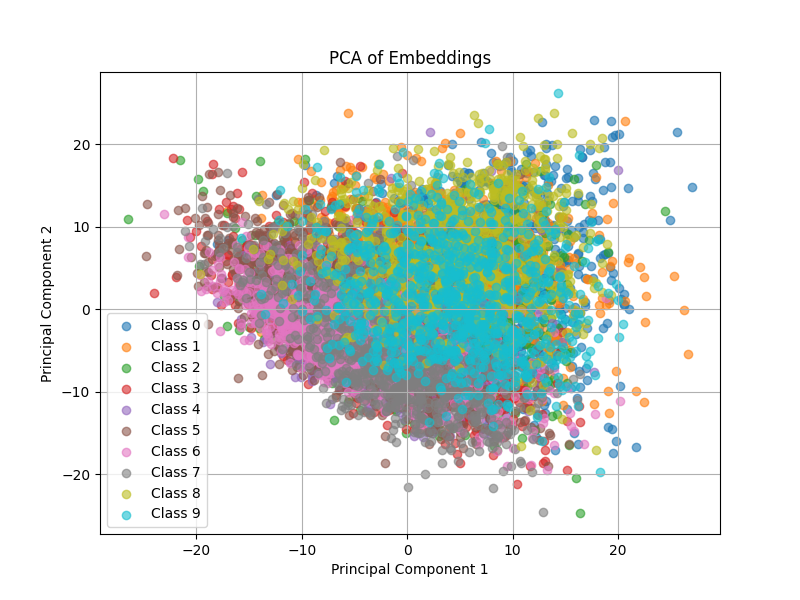 PCA of Embeddings
Principal Component 2
20
10
0
−10
−20
Class 0
Class 1
Class 2
Class 3
Class 4
Class 5
Class 6
Class 7
Class 8
Class 9
−20
−10
0
10
20
Principal Component 1